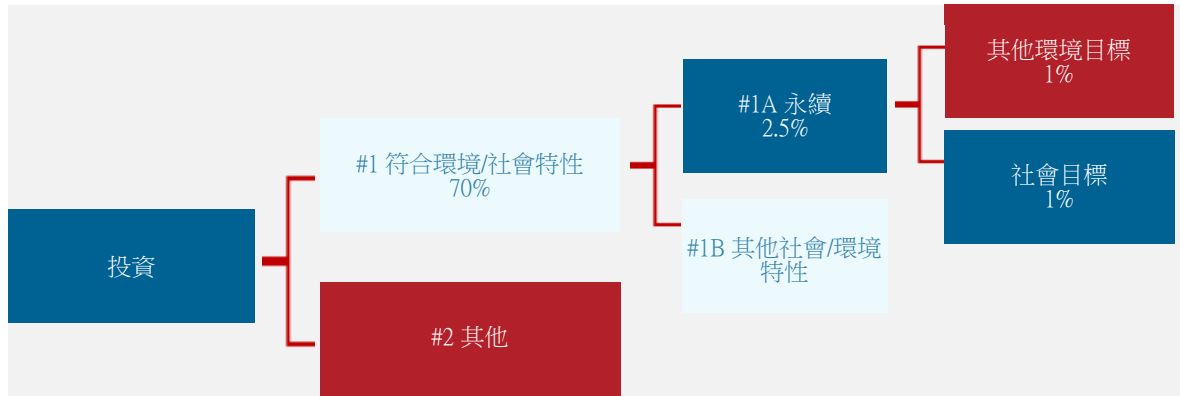 投資
#1 符合環境/社會特性
70%
#2 其他
#1A 永續
2.5%
#1B 其他社會/環境
特性
其他環境目標
1%
社會目標
1%